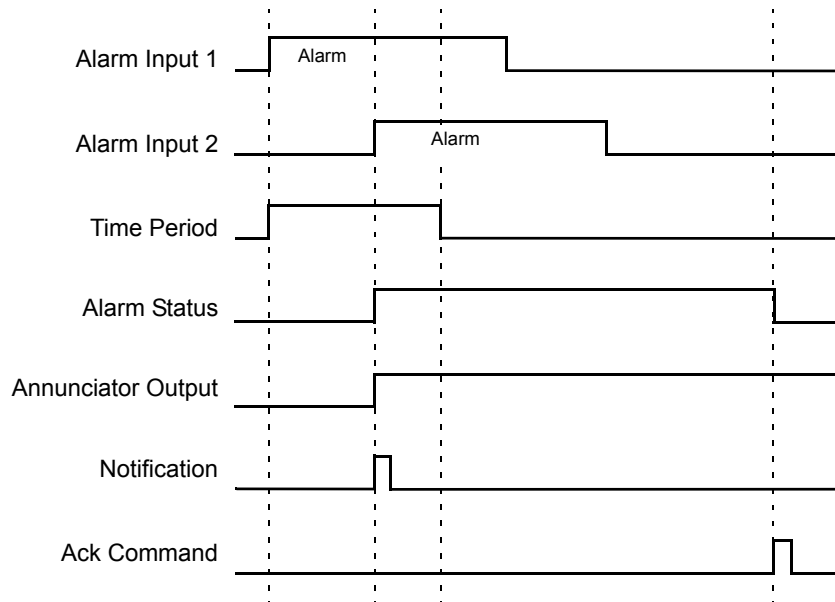 Alarm Input 1
Alarm
Alarm Input 2
Alarm
Time Period
Alarm Status
Annunciator Output
Notification
Ack Command